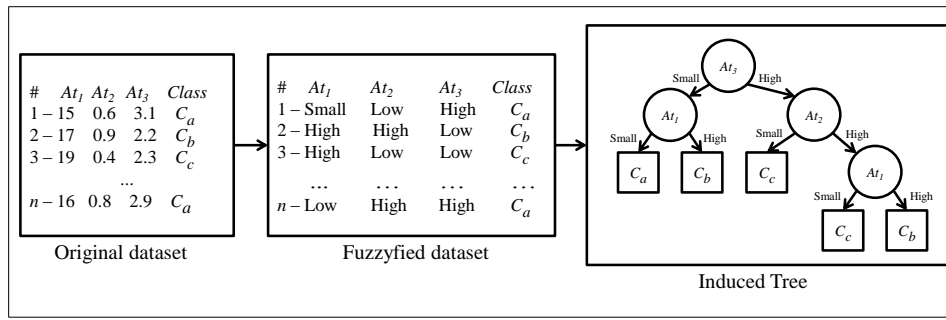 # At1 At2 At3 Class
1 – 15 0.6 3.1 Ca
2 – 17 0.9 2.2 Cb
3 – 19 0.4 2.3 Cc
...
n – 16 0.8 2.9 Ca
Original dataset
# At1 At2 At3 Class
1 – Small Low High Ca
2 – High High Low Cb
3 – High Low Low Cc
... ... ... ...
n – Low High High Ca
Fuzzyfied dataset
At3
Small High
At1 At2
Small High Small High
Ca Cb Cc At1
Small High
Cc Cb
Induced Tree